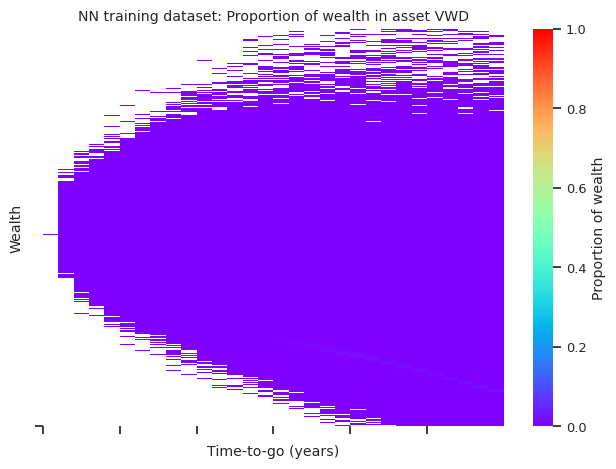 NN training dataset: Proportion of wealth in asset VWD
Wealth
Time-to-go (years)
1.0
0.8
0.6
0.4
0.2
0.0
Proportion of wealth